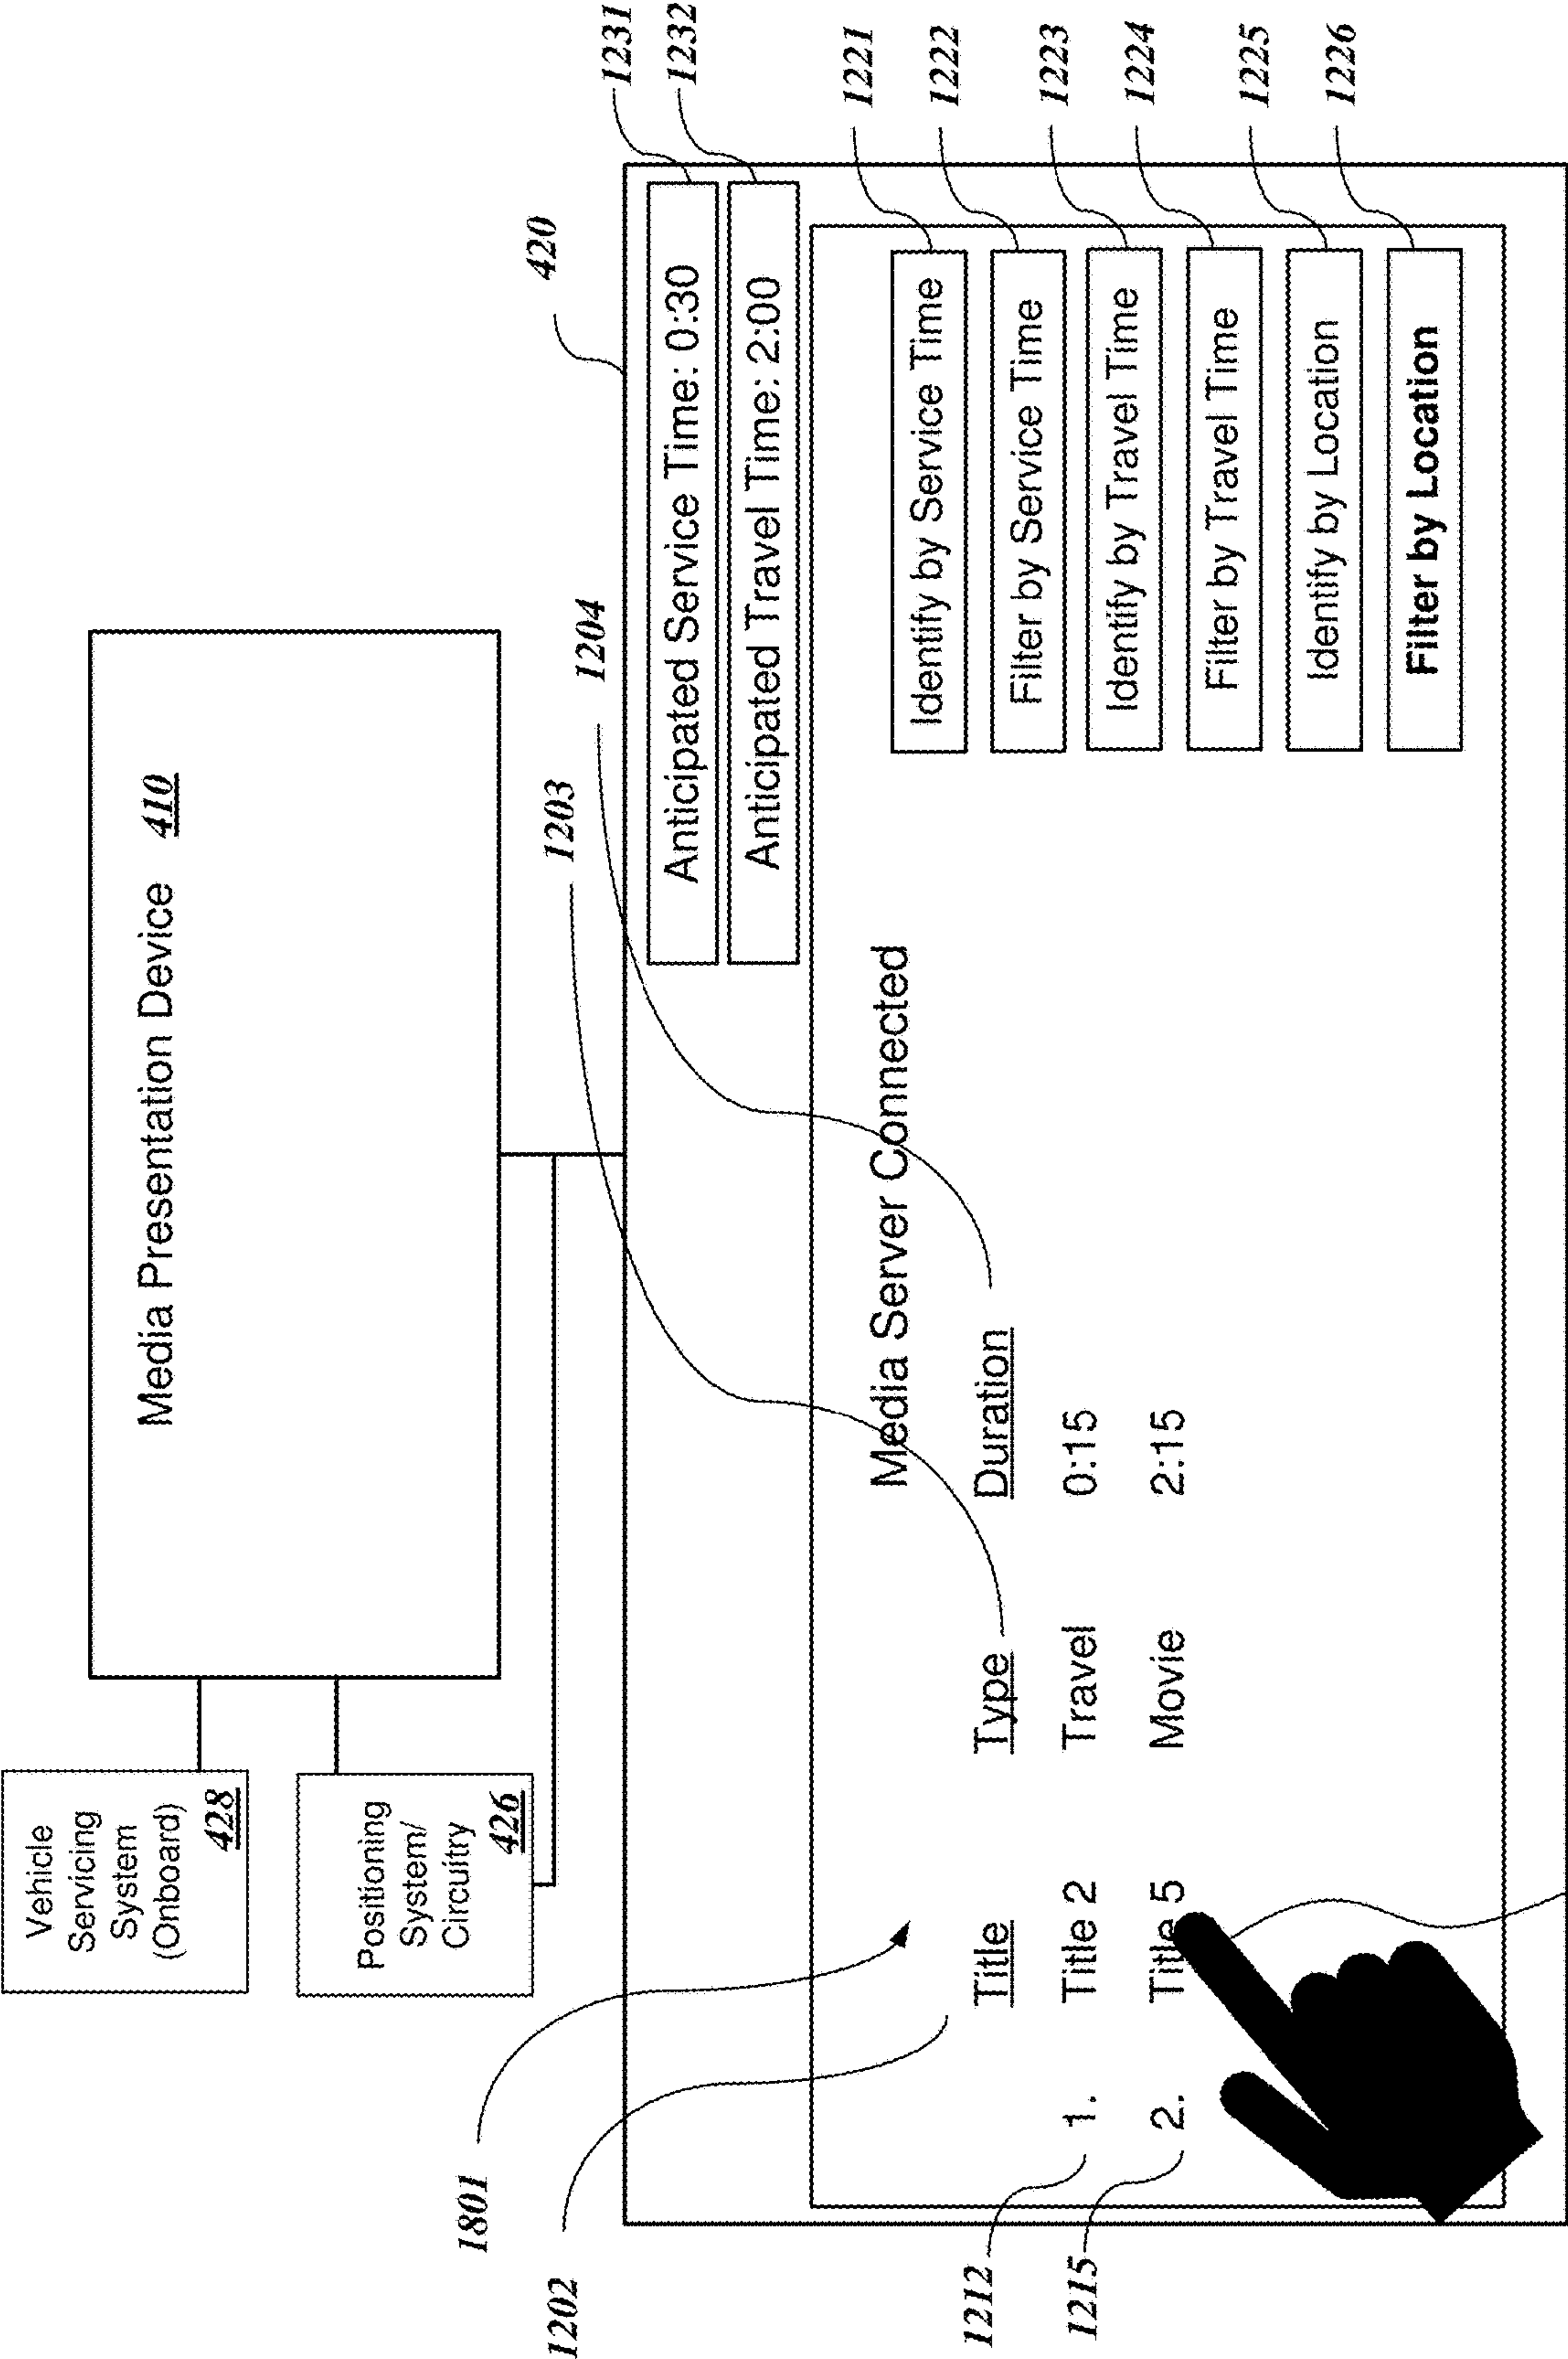 Vehicle
Servicing
System
(Onboard)
428
Positioning
System/
Circuitry
426
Media Presentation Device 410
1801
1202
1203
1204
420
1231
1232
Anticipated Service Time: 0:30
Anticipated Travel Time: 2:00
Media Server Connected
Title Type Duration
1212
1. Title 2 Travel 0:15
1215
2. Title 5 Movie 2:15
Identify by Service Time
1221
Filter by Service Time
1222
Identify by Travel Time
1223
Filter by Travel Time
1224
Identify by Location
1225
Filter by Location
1226